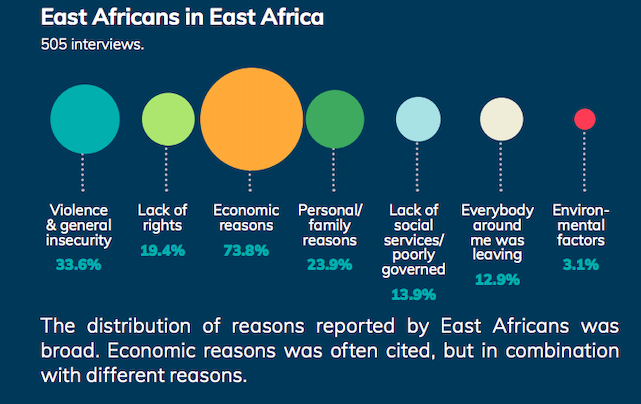 East Africans in East Africa
505 interviews.
Violence
& general
insecurity
33.6%
Lack of
rights
19.4%
Economic
reasons
73.8%
Personal/
family
reasons
23.9%
Lack of
social
services/
poorly
governed
13.9%
Everybody
around
me was
leaving
12.9%
Environ-
mental
factors
3.1%
The distribution of reasons reported by East Africans was
broad. Economic reasons was often cited, but in combination
with different reasons.